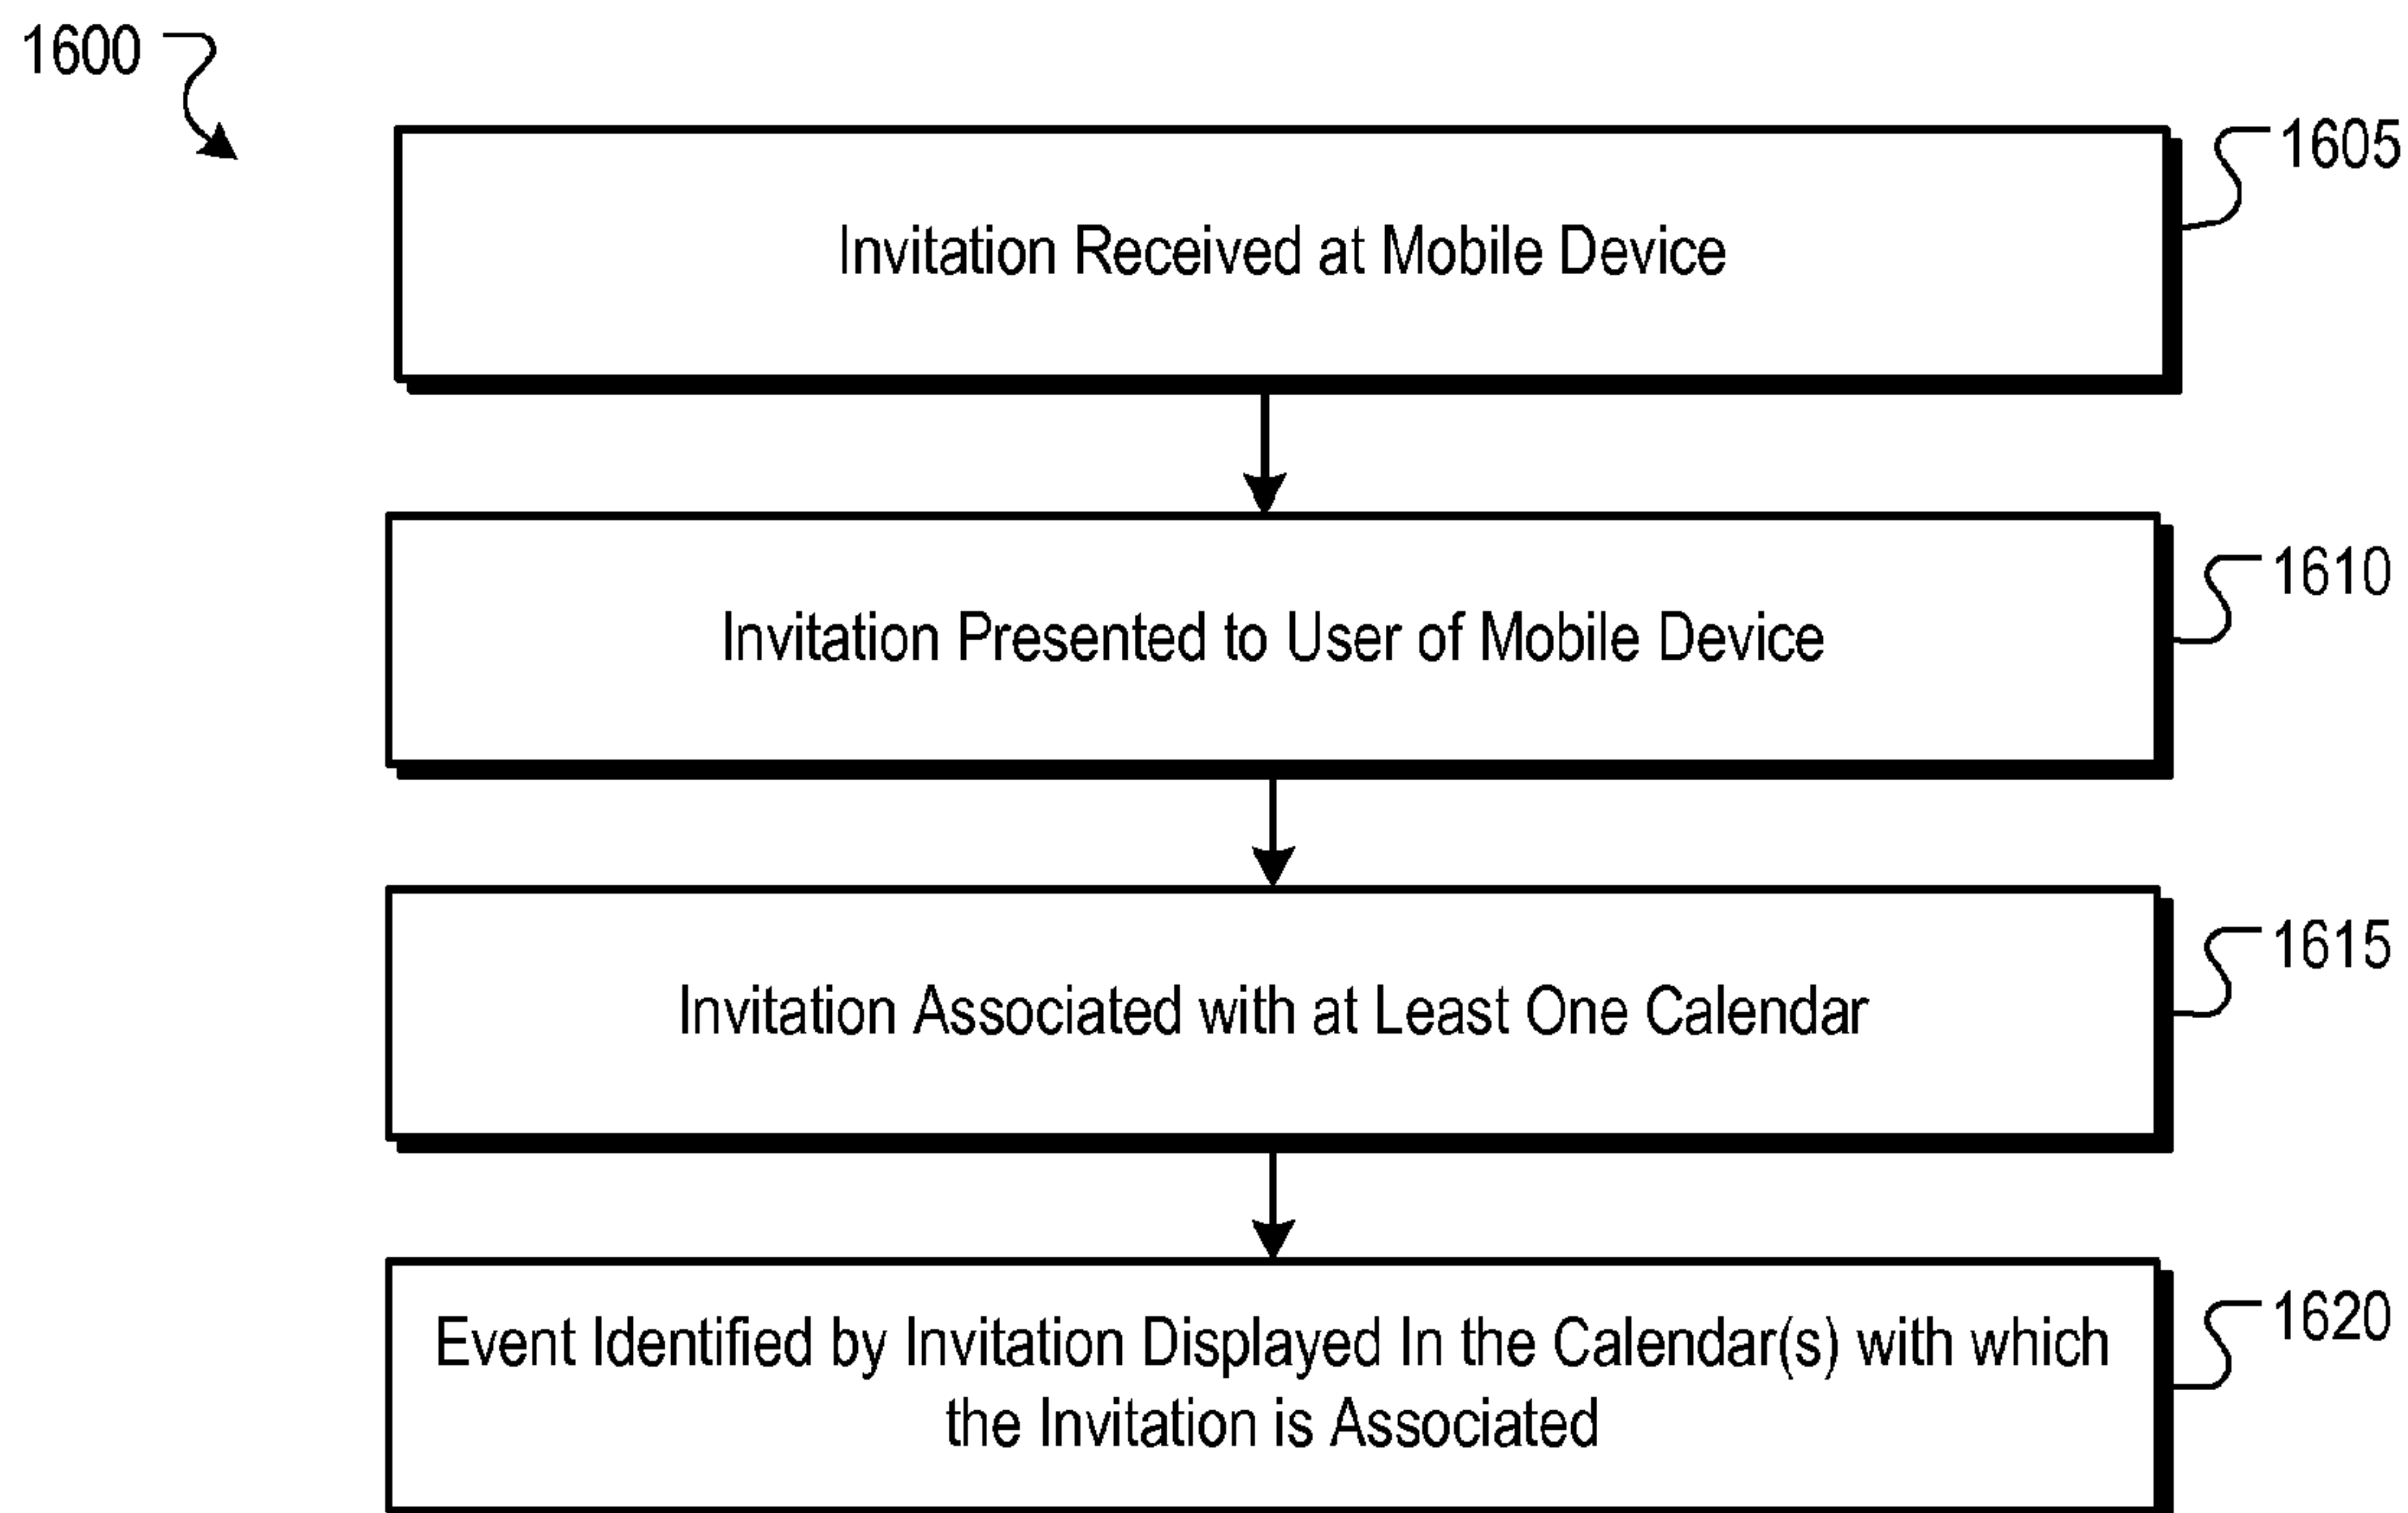 1600
1605
Invitation Received at Mobile Device
1610
Invitation Presented to User of Mobile Device
1615
Invitation Associated with at Least One Calendar
1620
Event Identified by Invitation Displayed In the Calendar(s) with which
the Invitation is Associated